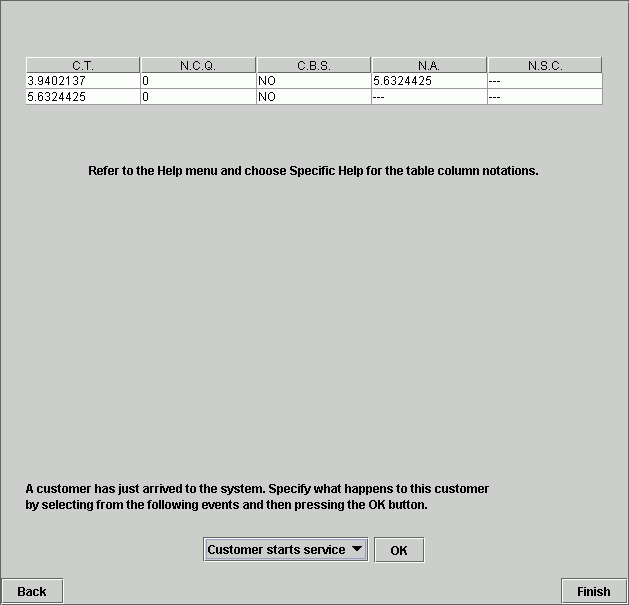 C.T. N.C.Q. C.B.S. N.A. N.S.C.
3.9402137 0 NO 5.6324425 ---
5.6324425 0 NO --- ---
Refer to the Help menu and choose Specific Help for the table column notations.
A customer has just arrived to the system. Specify what happens to this customer
by selecting from the following events and then pressing the OK button.
Customer starts service OK
Back Finish